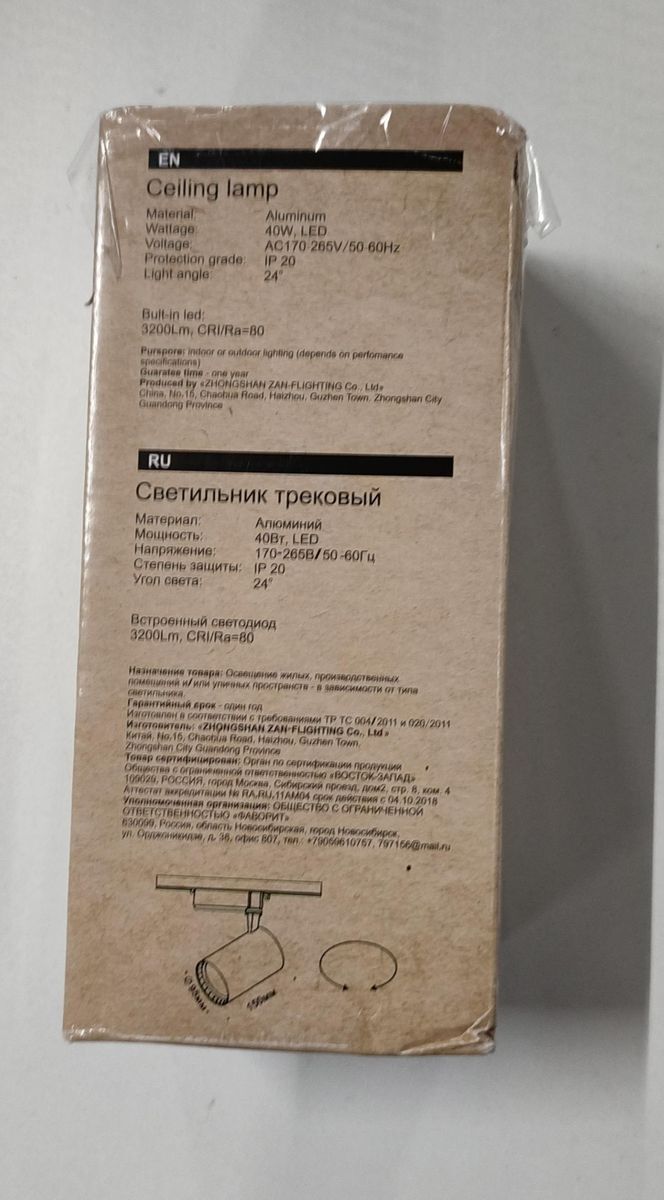 EN
Ceiling lamp
Material: Aluminum
Wattage: 40W, LED
Voltage: AC170-265V/50-60Hz
Protection grade: IP 20
Light angle: 24°
Bult-in led:
3200Lm, CRI/Ra=80
Purspore: indoor or outdoor lighting (depends on perfomance
specifications)
Guaratee time - one year
Produced by «ZHONGSHAN ZAN-FLIGHTING Co., Ltd»
China, No.16, Chaohua Road, Haizhou, Guzhen Town, Zhongshan City
Guandong Province
RU
Светильник трековый
Материал: Алюминий
Мощность: 40Вт, LED
Напряжение: 170-265В/50-60Гц
Степень защиты: IP 20
Угол света: 24°
Встроенный светодиод
3200Lm, CRI/Ra=80
Назначение товара: Освещение жилых, производственных
помещений и/или уличных пространств - в зависимости от типа
светильника.
Гарантийный срок - один год
Изготовлен в соответствии с требованиями ТР ТС 004/2011 и 020/2011
Изготовитель: «ZHONGSHAN ZAN-FLIGHTING Co., Ltd»
Китай, No.16, Chaohua Road, Haizhou, Guzhen Town,
Zhongshan City Guandong Province
Товар сертифицирован: Орган по сертификации продукции
Общества с ограниченной ответственностью «ВОСТОК-ЗАПАД»,
109029, РОССИЯ, город Москва, Сибирский проезд, дом2, стр. 8, ком. 4
Аттестат аккредитации № RA.RU.11АМ04 срок действия с 04.10.2018
Уполномоченная организация: ОБЩЕСТВО С ОГРАНИЧЕННОЙ
ОТВЕТСТВЕННОСТЬЮ «ФАВОРИТ»
630099, Россия, область Новосибирская, город Новосибирск,
ул. Орджоникидзе, д. 38, офис 807, тел.: +79059610757, 797156@mail.ru
Ø 95мм
155мм